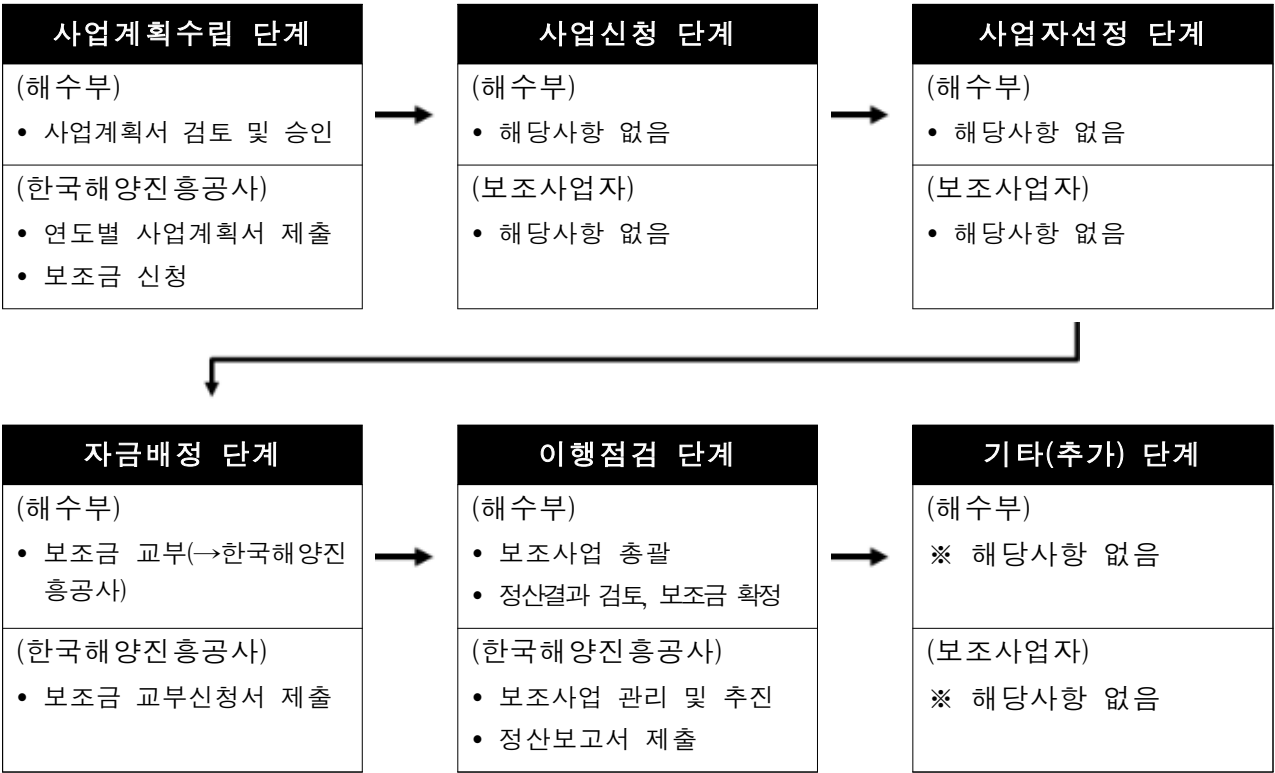 사업계획수립 단계
(해수부)
• 사업계획서 검토 및 승인
(한국해양진흥공사)
• 연도별 사업계획서 제출
• 보조금 신청
사업신청 단계
(해수부)
• 해당사항 없음
(보조사업자)
• 해당사항 없음
사업자선정 단계
(해수부)
• 해당사항 없음
(보조사업자)
• 해당사항 없음
자금배정 단계
(해수부)
• 보조금 교부(→한국해양진
흥공사)
(한국해양진흥공사)
• 보조금 교부신청서 제출
이행점검 단계
(해수부)
• 보조사업 총괄
• 정산결과 검토, 보조금 확정
(한국해양진흥공사)
• 보조사업 관리 및 추진
• 정산보고서 제출
기타(추가) 단계
(해수부)
※ 해당사항 없음
(보조사업자)
※ 해당사항 없음